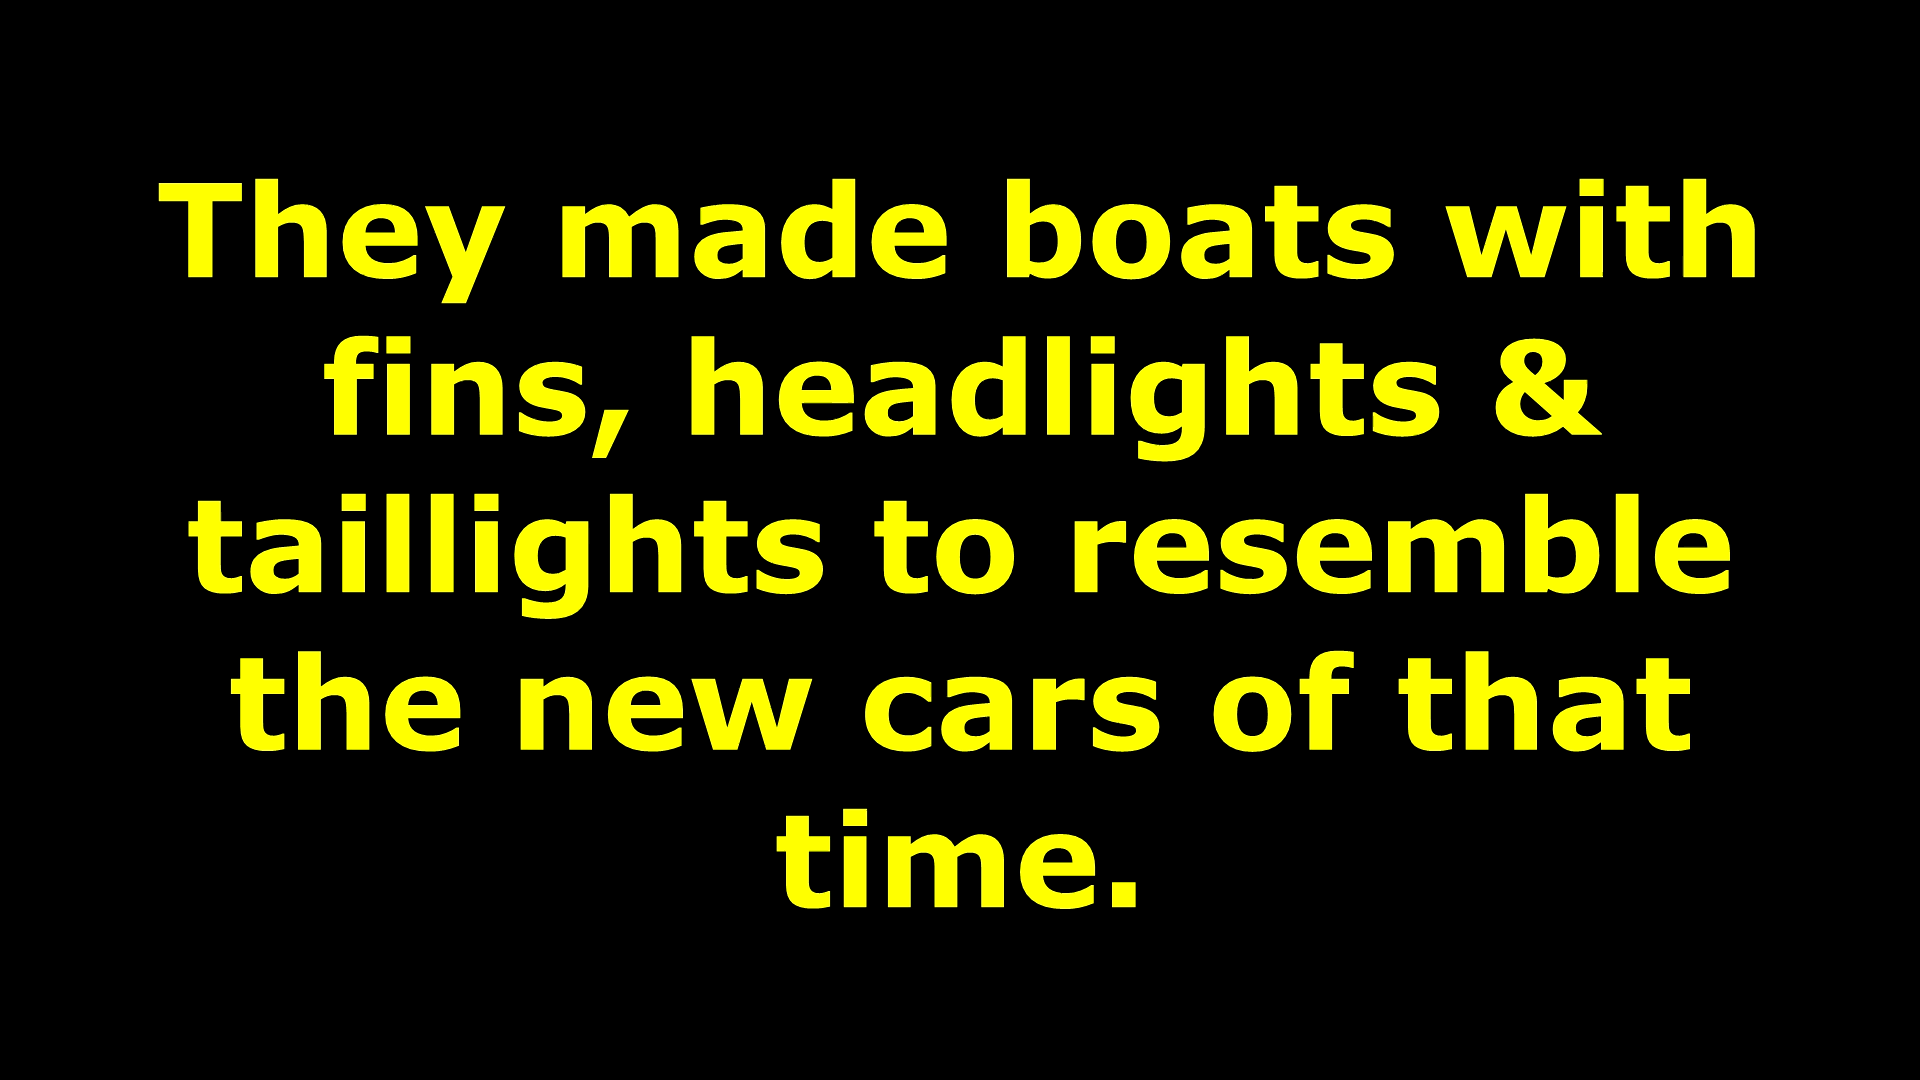 They made boats with
fins, headlights &
taillights to resemble
the new cars of that
time.